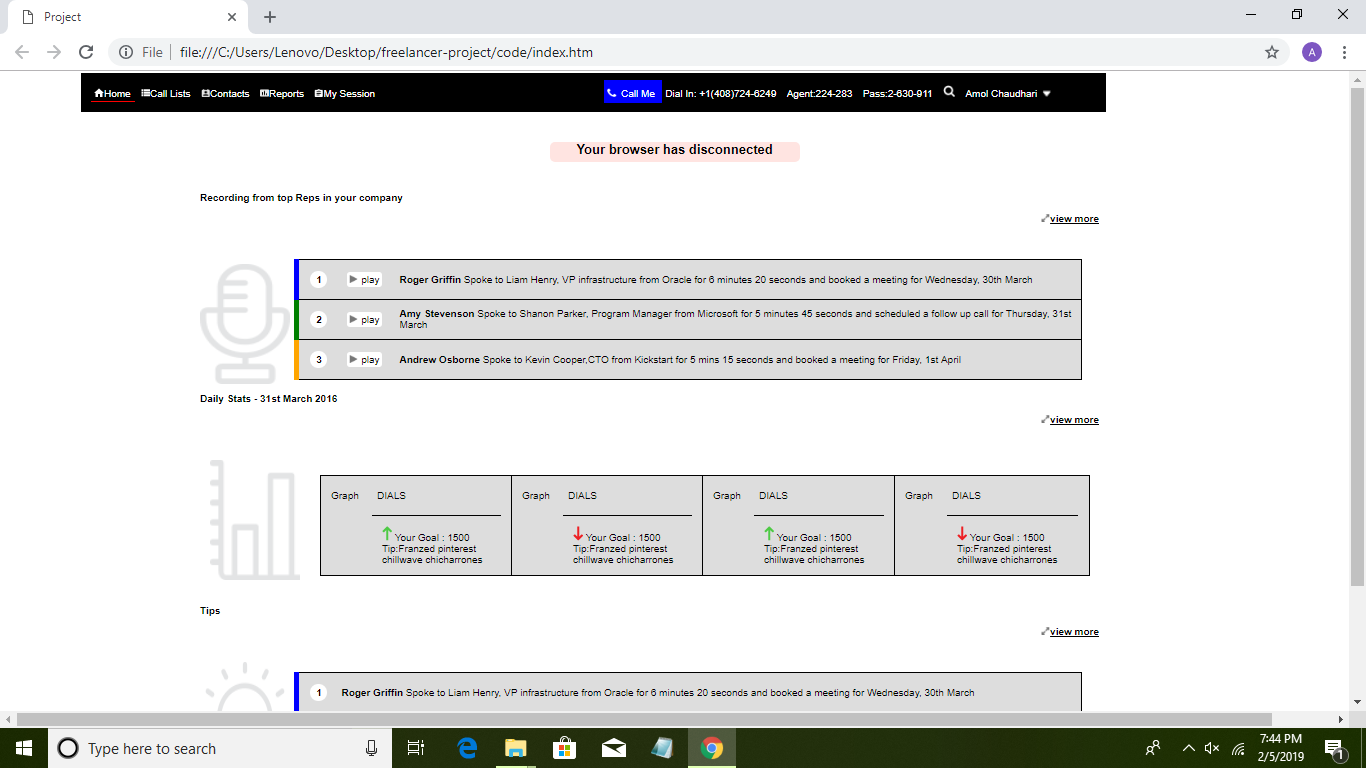 Project
File file:///C:/Users/Lenovo/Desktop/freelancer-project/code/index.htm
A
Home Call Lists Contacts Reports My Session Call Me Dial In: +1(408)724-6249 Agent:224-283 Pass:2-630-911 Amol Chaudhari
Your browser has disconnected
Recording from top Reps in your company
view more
1 play Roger Griffin Spoke to Liam Henry, VP infrastructure from Oracle for 6 minutes 20 seconds and booked a meeting for Wednesday, 30th March
2 play Amy Stevenson Spoke to Shanon Parker, Program Manager from Microsoft for 5 minutes 45 seconds and scheduled a follow up call for Thursday, 31st
March
3 play Andrew Osborne Spoke to Kevin Cooper,CTO from Kickstart for 5 mins 15 seconds and booked a meeting for Friday, 1st April
Daily Stats - 31st March 2016
view more
Graph DIALS Graph DIALS Graph DIALS Graph DIALS
Your Goal : 1500 Your Goal : 1500 Your Goal : 1500 Your Goal : 1500
Tip:Franzed pinterest Tip:Franzed pinterest Tip:Franzed pinterest Tip:Franzed pinterest
chillwave chicharrones chillwave chicharrones chillwave chicharrones chillwave chicharrones
Tips
view more
1 Roger Griffin Spoke to Liam Henry, VP infrastructure from Oracle for 6 minutes 20 seconds and booked a meeting for Wednesday, 30th March
Type here to search
7:44 PM
2/5/2019
1